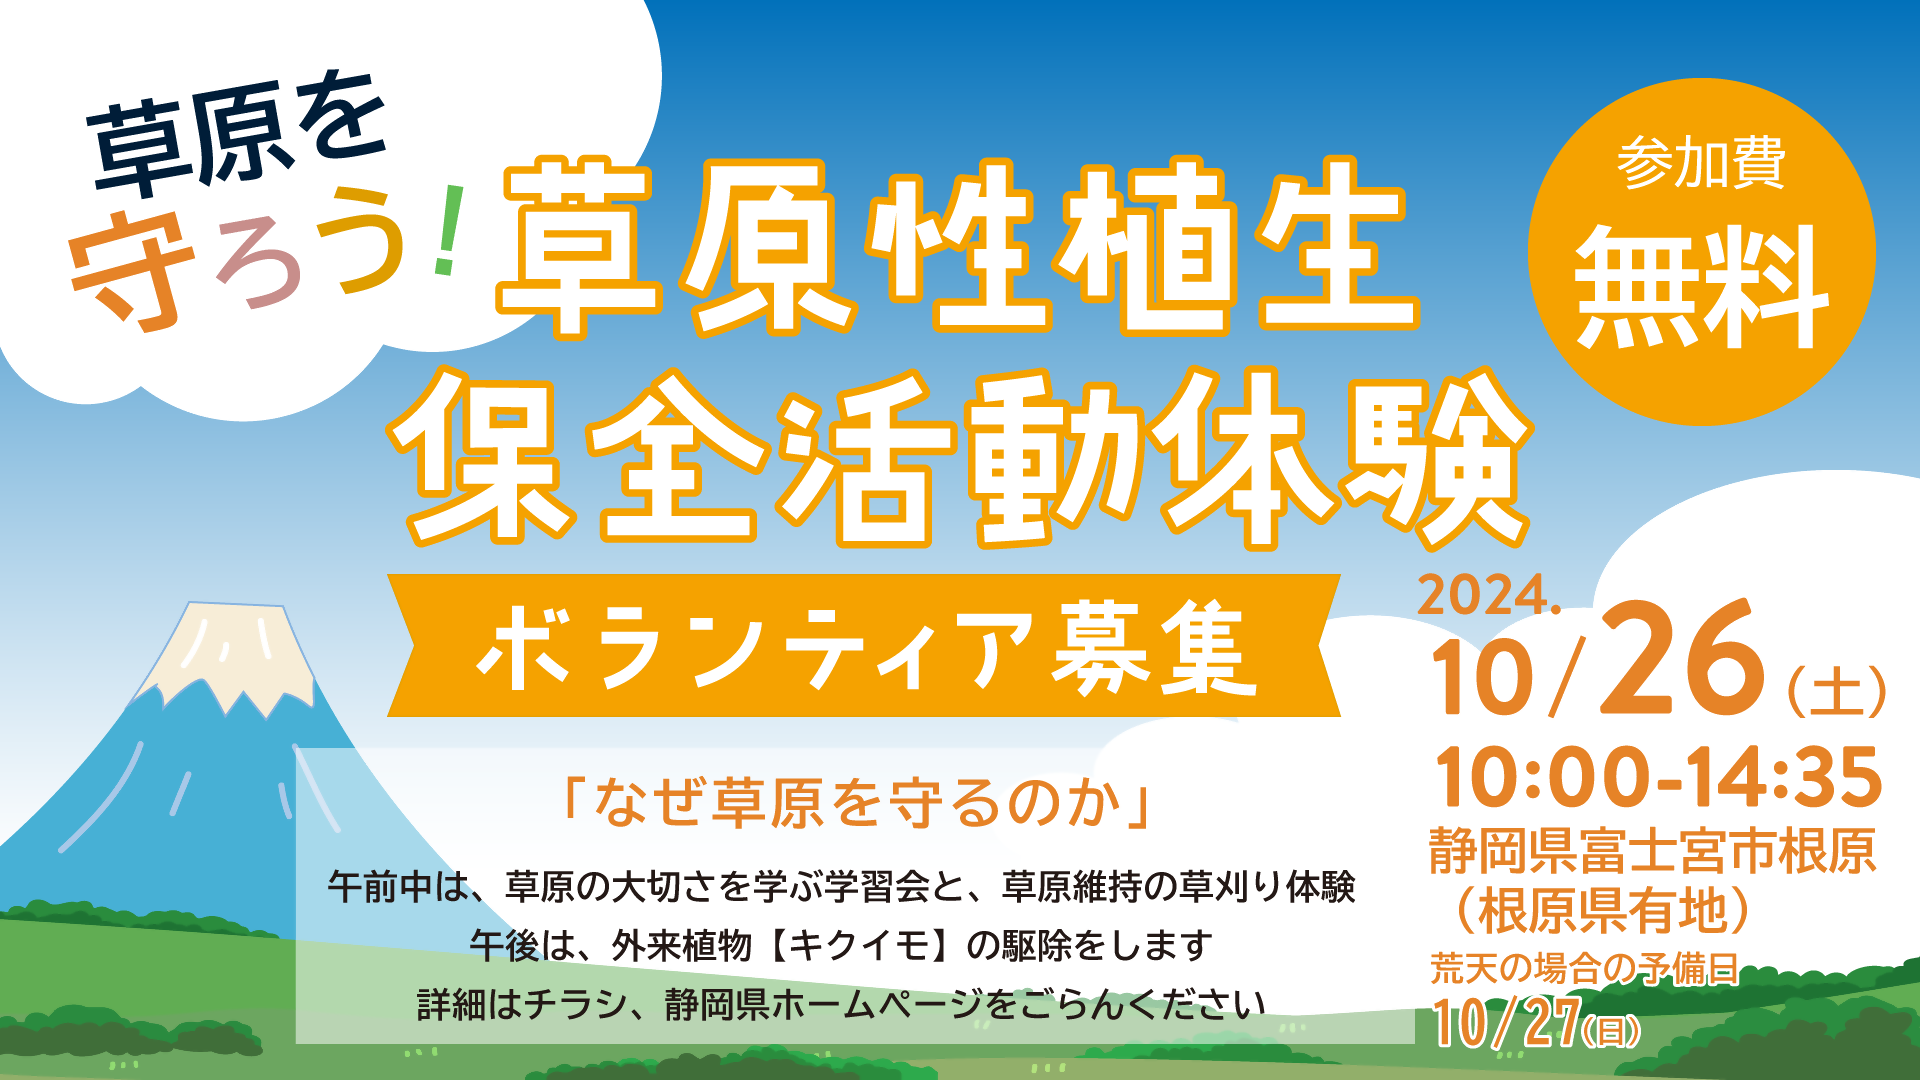 草原を
守ろう!
草原性植生
保全活動体験
ボランティア募集
参加費
無料
2024.
10/26(土)
10:00-14:35
静岡県富士宮市根原
(根原県有地)
荒天の場合の予備日
10/27(日)
「なぜ草原を守るのか」
午前中は、草原の大切さを学ぶ学習会と、草原維持の草刈り体験
午後は、外来植物【キクイモ】の駆除をします
詳細はチラシ、静岡県ホームページをごらんください